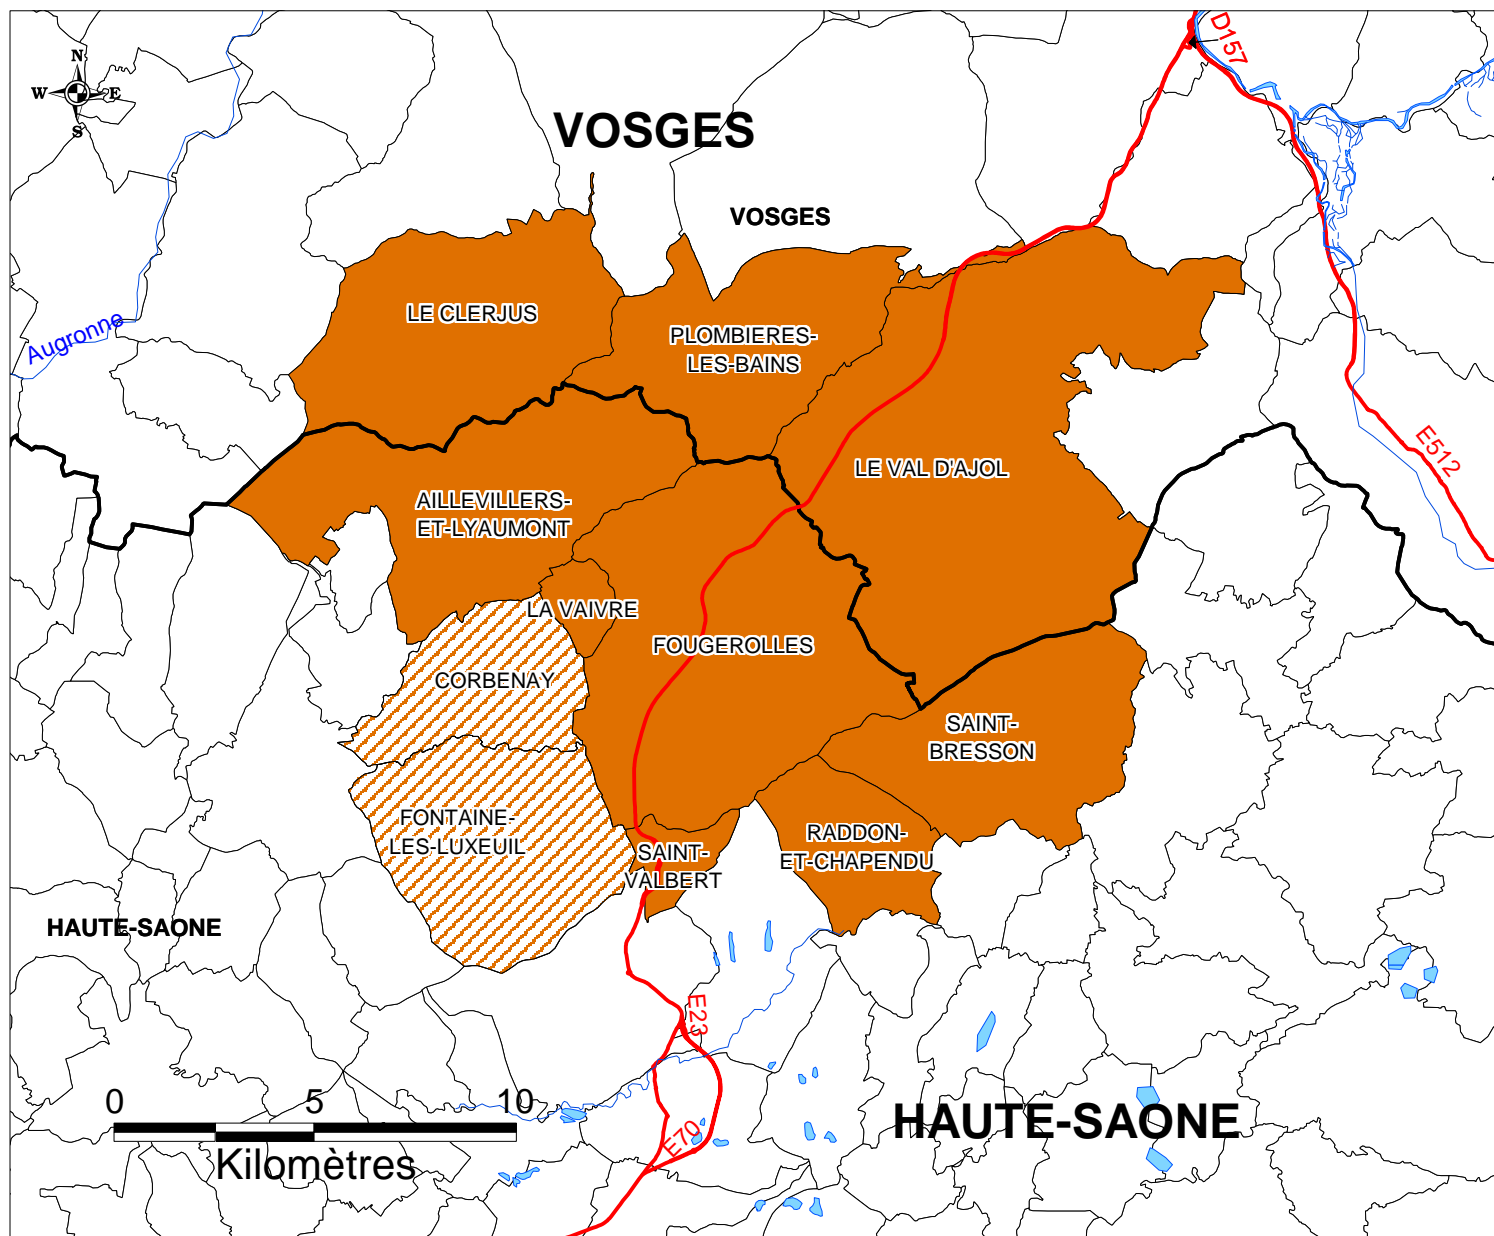 N
W E
S
D157
VOSGES
VOSGES
LE CLERJUS
Augronne
PLOMBIERES-
LES-BAINS
E512
LE VAL D'AJOL
AILLEVILLERS-
ET-LYAUMONT
LA VAIVRE
FOUGEROLLES
CORBENAY
SAINT-
BRESSON
FONTAINE-
LES-LUXEUIL
RADDON-
ET-CHAPENDU
SAINT-
VALBERT
HAUTE-SAONE
E23
0 5 10
Kilomètres
E70
HAUTE-SAONE